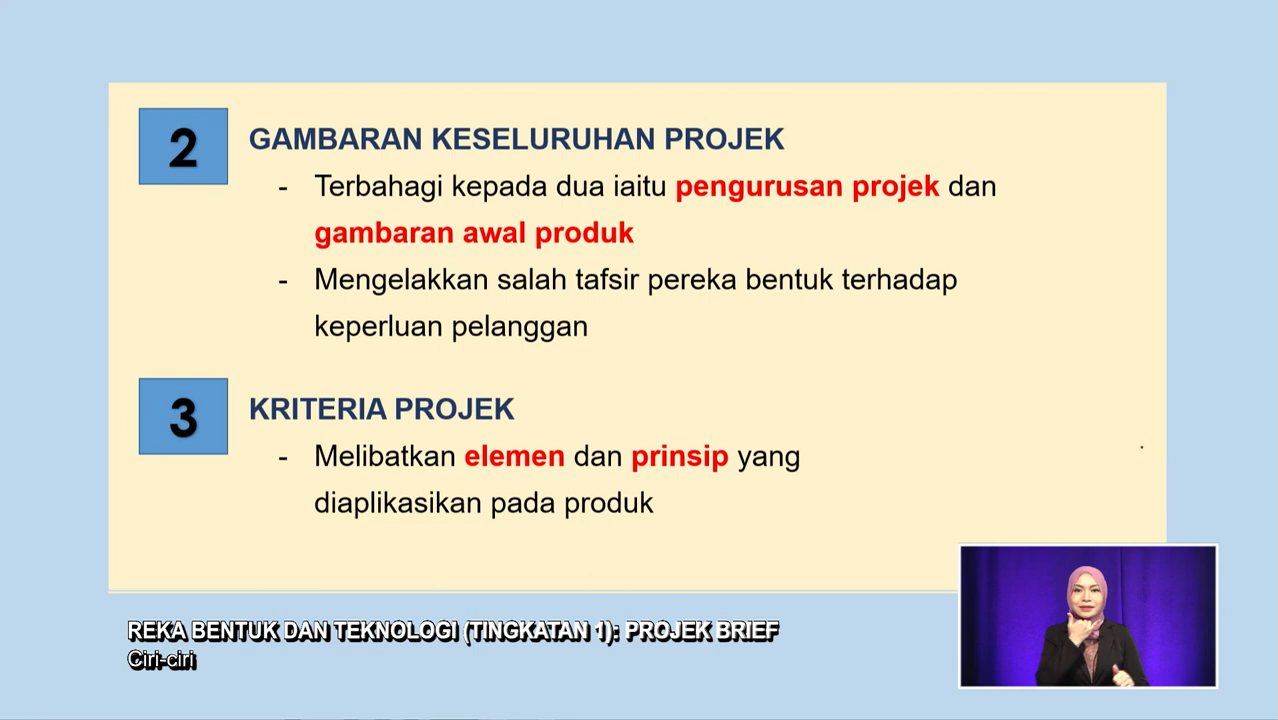 2
GAMBARAN KESELURUHAN PROJEK
- Terbahagi kepada dua iaitu pengurusan projek dan
gambaran awal produk
- Mengelakkan salah tafsir pereka bentuk terhadap
keperluan pelanggan
3
KRITERIA PROJEK
- Melibatkan elemen dan prinsip yang
diaplikasikan pada produk
REKA BENTUK DAN TEKNOLOGI (TINGKATAN 1): PROJEK BRIEF
Ciri-ciri